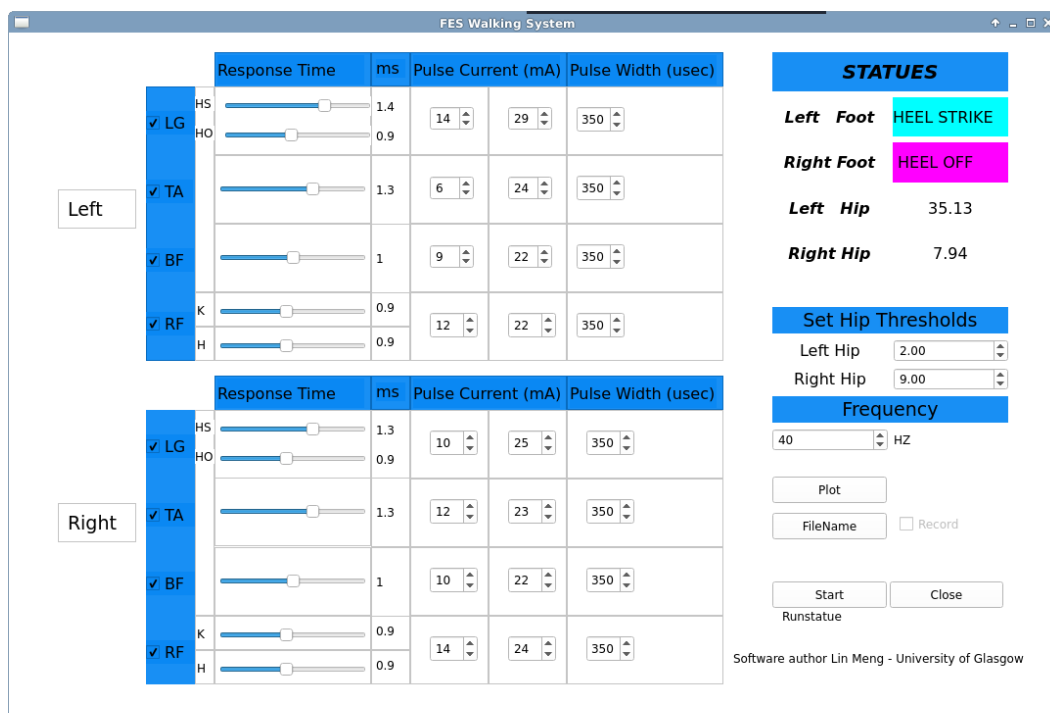 FES Walking System
Response Time ms Pulse Current (mA) Pulse Width (usec)
Left
LG HS 1.4 14 29 350
HO 0.9
TA 1.3 6 24 350
BF 1 9 22 350
RF K 0.9 12 22 350
H 0.9
Response Time ms Pulse Current (mA) Pulse Width (usec)
Right
LG HS 1.3 10 25 350
HO 0.9
TA 1.3 12 23 350
BF 1 10 22 350
RF K 0.9 14 24 350
H 0.9
STATUES
Left Foot HEEL STRIKE
Right Foot HEEL OFF
Left Hip 35.13
Right Hip 7.94
Set Hip Thresholds
Left Hip 2.00
Right Hip 9.00
Frequency
40 HZ
Plot
FileName Record
Start Close
Runstatue
Software author Lin Meng - University of Glasgow